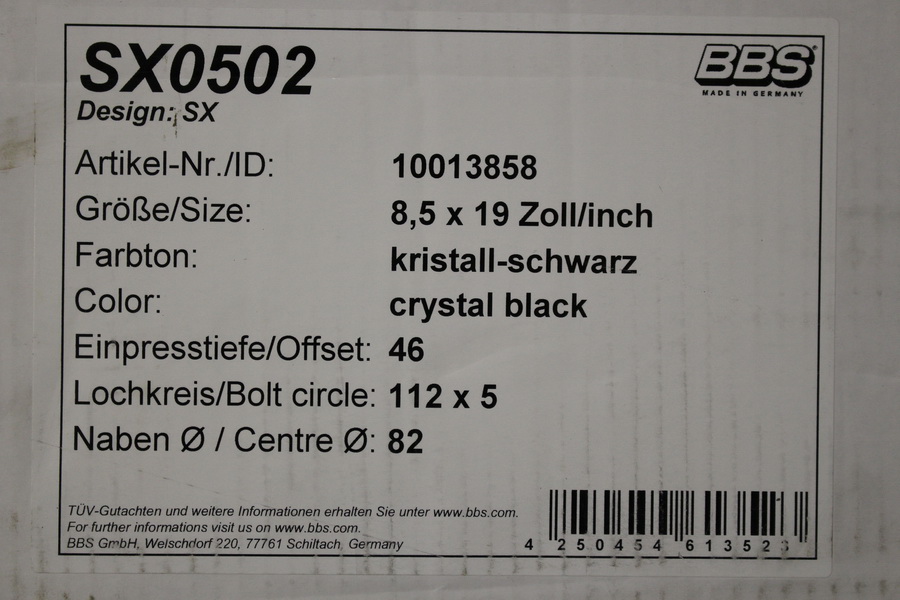 SX0502
Design: SX
BBS
MADE IN GERMANY
Artikel-Nr./ID: 10013858
Größe/Size: 8,5 x 19 Zoll/inch
Farbton: kristall-schwarz
Color: crystal black
Einpresstiefe/Offset: 46
Lochkreis/Bolt circle: 112 x 5
Naben Ø / Centre Ø: 82
TÜV-Gutachten und weitere Informationen erhalten Sie unter www.bbs.com.
For further informations visit us on www.bbs.com.
BBS GmbH, Welschdorf 220, 77761 Schiltach, Germany
4 250454 613523